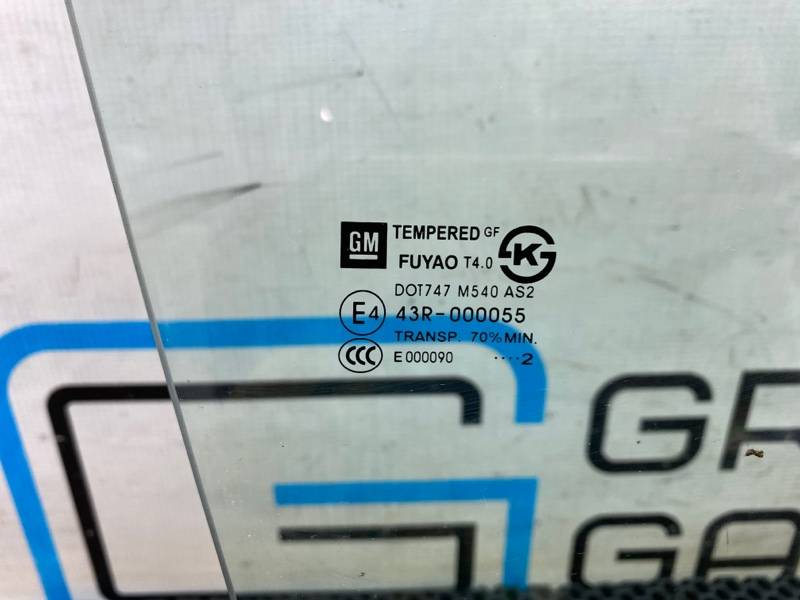 GM TEMPERED GF K
FUYAO T4.0
DOT747 M540 AS2
E4 43R-000055
TRANSP. 70% MIN.
CCC E000090 ....2
GR
GA